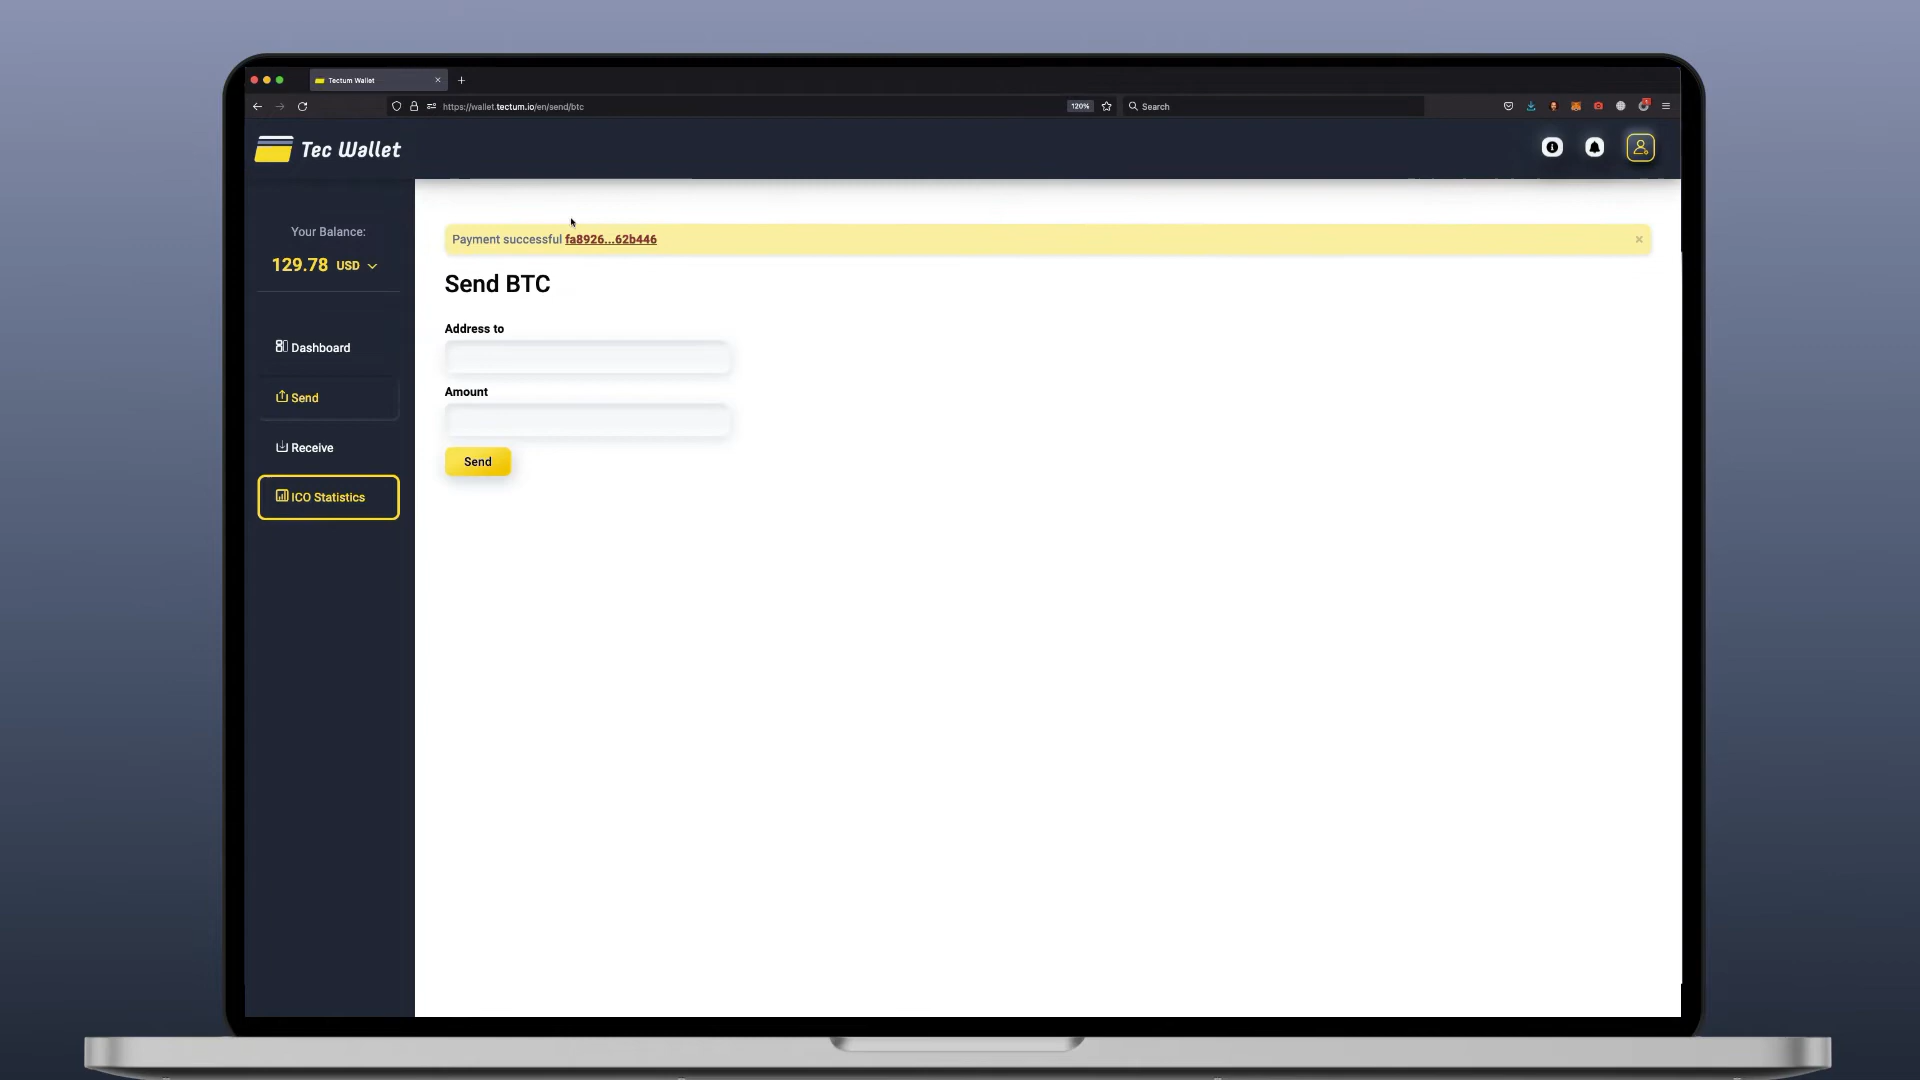 Tectum Wallet
https://wallet.tectum.io/en/send/btc
120%
Search
Tec Wallet
Your Balance:
129.78 USD
Dashboard
Send
Receive
ICO Statistics
Payment successful fa8926...62b446
Send BTC
Address to
Amount
Send